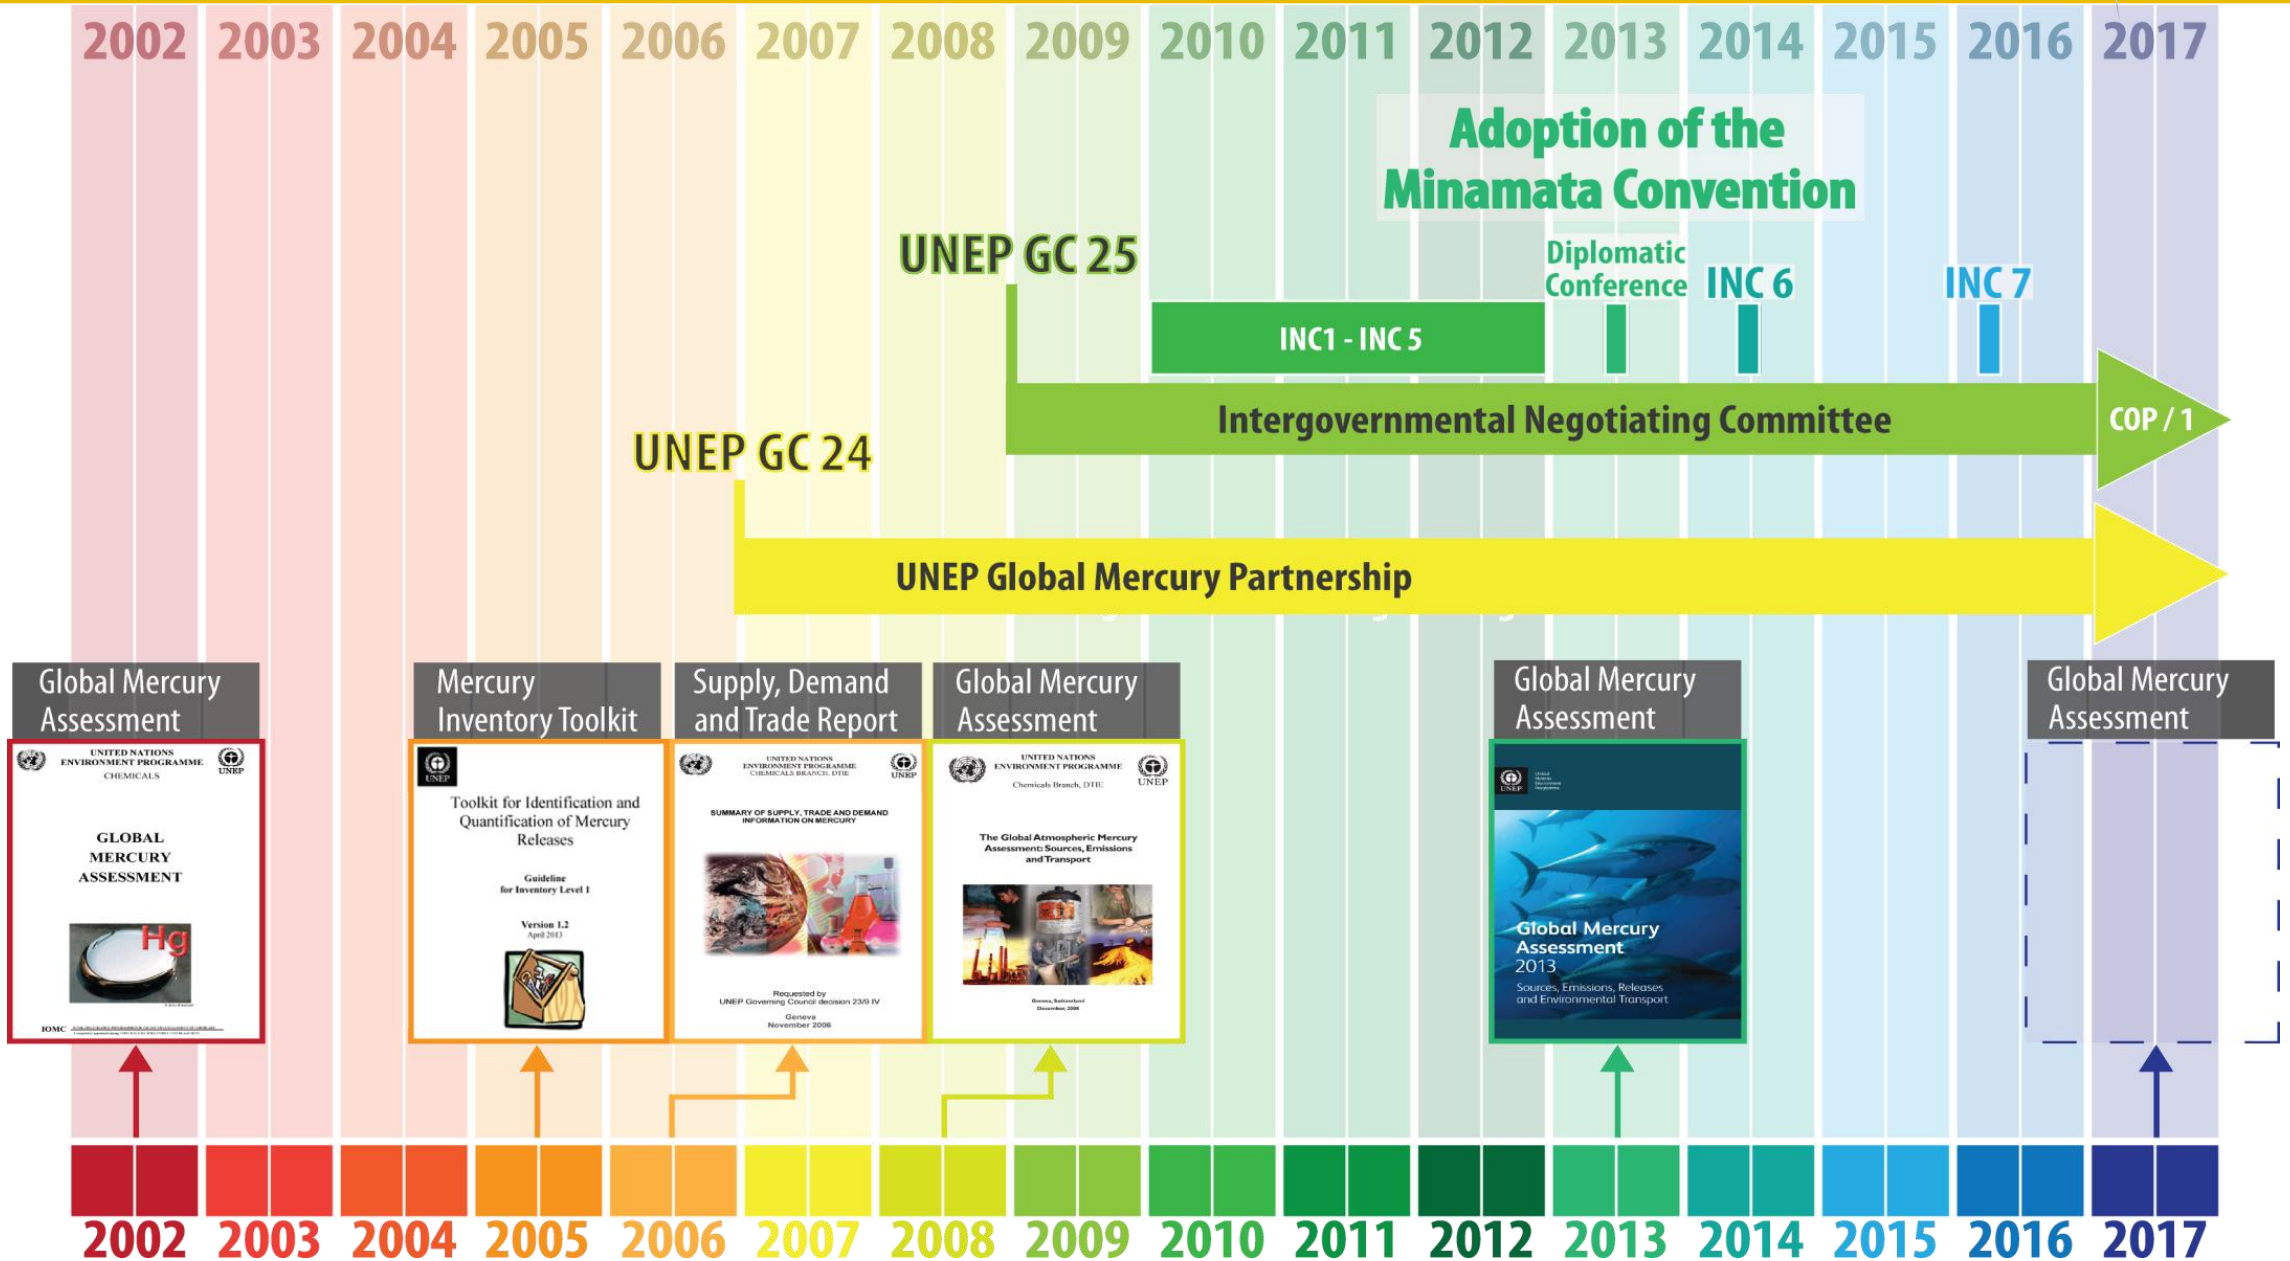 2002 2003 2004 2005 2006 2007 2008 2009 2010 2011 2012 2013 2014 2015 2016 2017
Adoption of the
Minamata Convention
UNEP GC 25
Diplomatic
Conference
INC 6
INC 7
INC1 - INC 5
Intergovernmental Negotiating Committee
COP / 1
UNEP GC 24
UNEP Global Mercury Partnership
Global Mercury
Assessment
UNITED NATIONS
ENVIRONMENT PROGRAMME
CHEMICALS
UNEP
GLOBAL
MERCURY
ASSESSMENT
Hg
IOMC
Mercury
Inventory Toolkit
UNEP
Toolkit for Identification and
Quantification of Mercury
Releases
Guideline
for Inventory Level 1
Version 1.2
April 2013
Supply, Demand
and Trade Report
UNITED NATIONS
ENVIRONMENT PROGRAMME
CHEMICALS BRANCH, DTIE
UNEP
SUMMARY OF SUPPLY, TRADE AND DEMAND
INFORMATION ON MERCURY
Requested by
UNEP Governing Council decision 23/9 IV
Geneva
November 2006
Global Mercury
Assessment
UNITED NATIONS
ENVIRONMENT PROGRAMME
Chemicals Branch, DTIE
UNEP
The Global Atmospheric Mercury
Assessment: Sources, Emissions
and Transport
Geneva, Switzerland
December, 2008
Global Mercury
Assessment
UNEP
Global Mercury
Assessment
2013
Sources, Emissions, Releases
and Environmental Transport
Global Mercury
Assessment
2002 2003 2004 2005 2006 2007 2008 2009 2010 2011 2012 2013 2014 2015 2016 2017